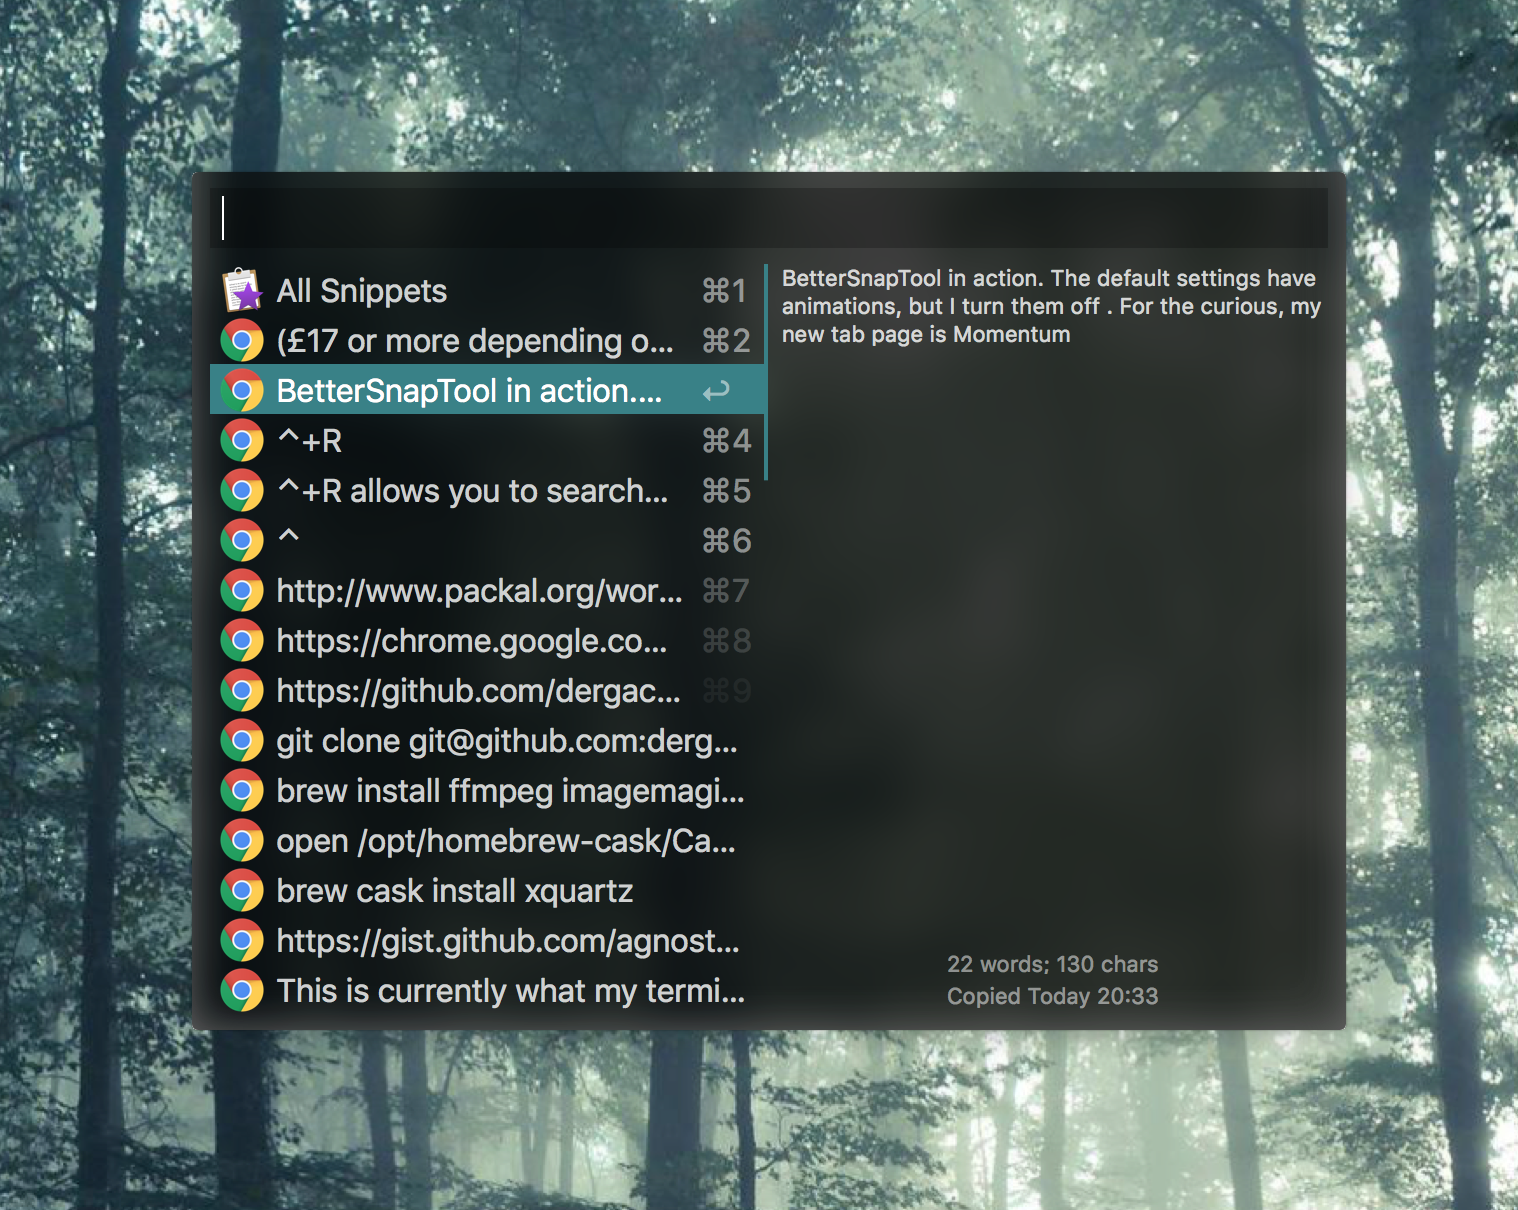 All Snippets ⌘1
(£17 or more depending o... ⌘2
BetterSnapTool in action.... ↩
^+R ⌘4
^+R allows you to search... ⌘5
^ ⌘6
http://www.packal.org/wor... ⌘7
https://chrome.google.co... ⌘8
https://github.com/dergac... ⌘9
git clone git@github.com:derg...
brew install ffmpeg imagemagi...
open /opt/homebrew-cask/Ca...
brew cask install xquartz
https://gist.github.com/agnost...
This is currently what my termi...
BetterSnapTool in action. The default settings have
animations, but I turn them off . For the curious, my
new tab page is Momentum
22 words; 130 chars
Copied Today 20:33